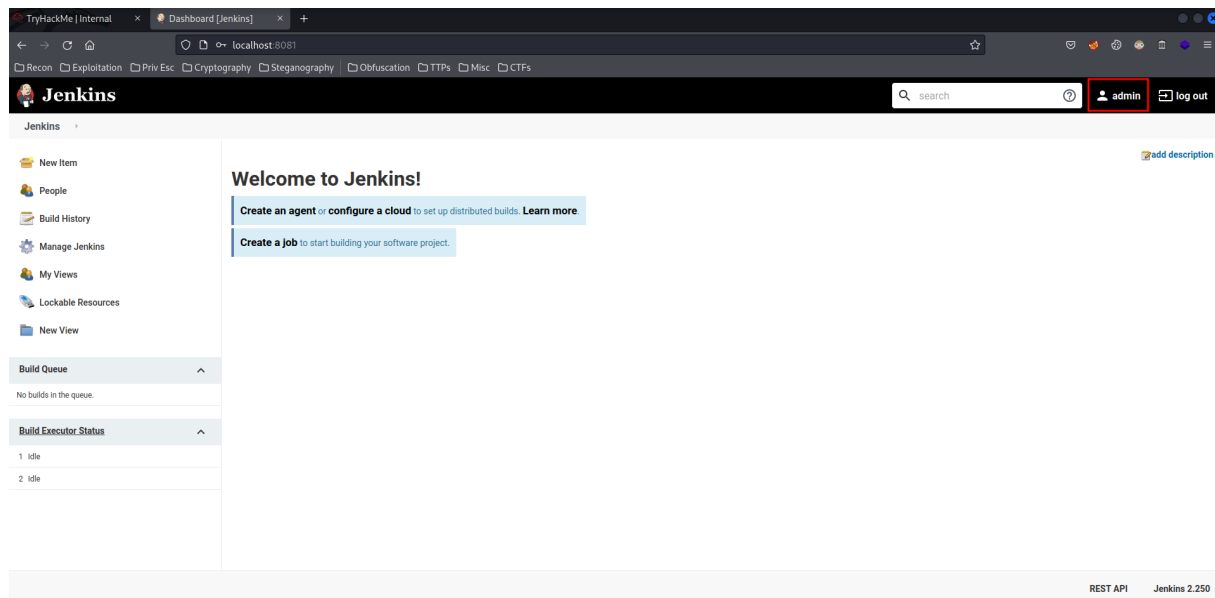 TryHackMe | Internal × Dashboard [Jenkins] × +
localhost:8081
Recon Exploitation Priv Esc Cryptography Steganography Obfuscation TTPs Misc CTFs
Jenkins search admin log out
Jenkins
add description
New Item
People
Build History
Manage Jenkins
My Views
Lockable Resources
New View
Build Queue
No builds in the queue.
Build Executor Status
1 Idle
2 Idle
Welcome to Jenkins!
Create an agent or configure a cloud to set up distributed builds. Learn more.
Create a job to start building your software project.
REST API Jenkins 2.250